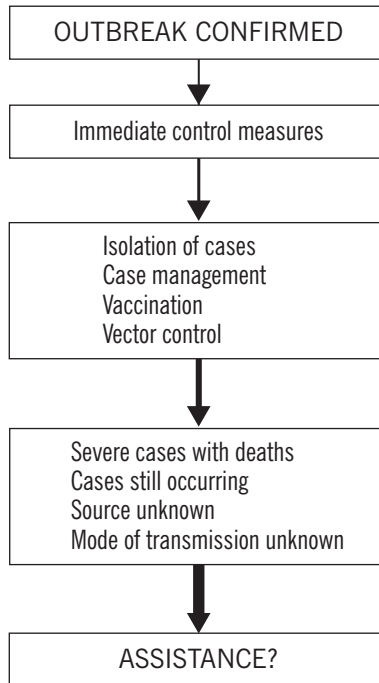 OUTBREAK CONFIRMED
Immediate control measures
Isolation of cases
Case management
Vaccination
Vector control
Severe cases with deaths
Cases still occurring
Source unknown
Mode of transmission unknown
ASSISTANCE?